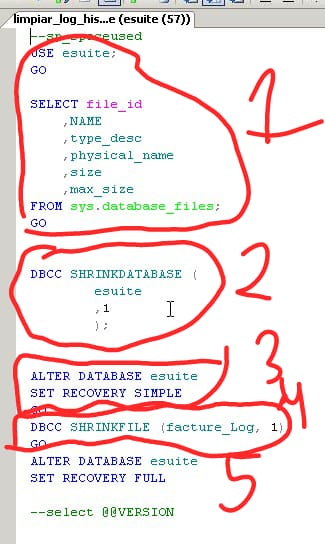 limpiar_log_his...e (esuite (57))
--sp_spaceused
USE esuite;
GO
SELECT file_id
,NAME
,type_desc
,physical_name
,size
,max_size
FROM sys.database_files;
GO
1
DBCC SHRINKDATABASE (
esuite
,1
);
2
ALTER DATABASE esuite
SET RECOVERY SIMPLE
GO
3
DBCC SHRINKFILE (facture_Log, 1)
GO
4
ALTER DATABASE esuite
SET RECOVERY FULL
5
--select @@VERSION